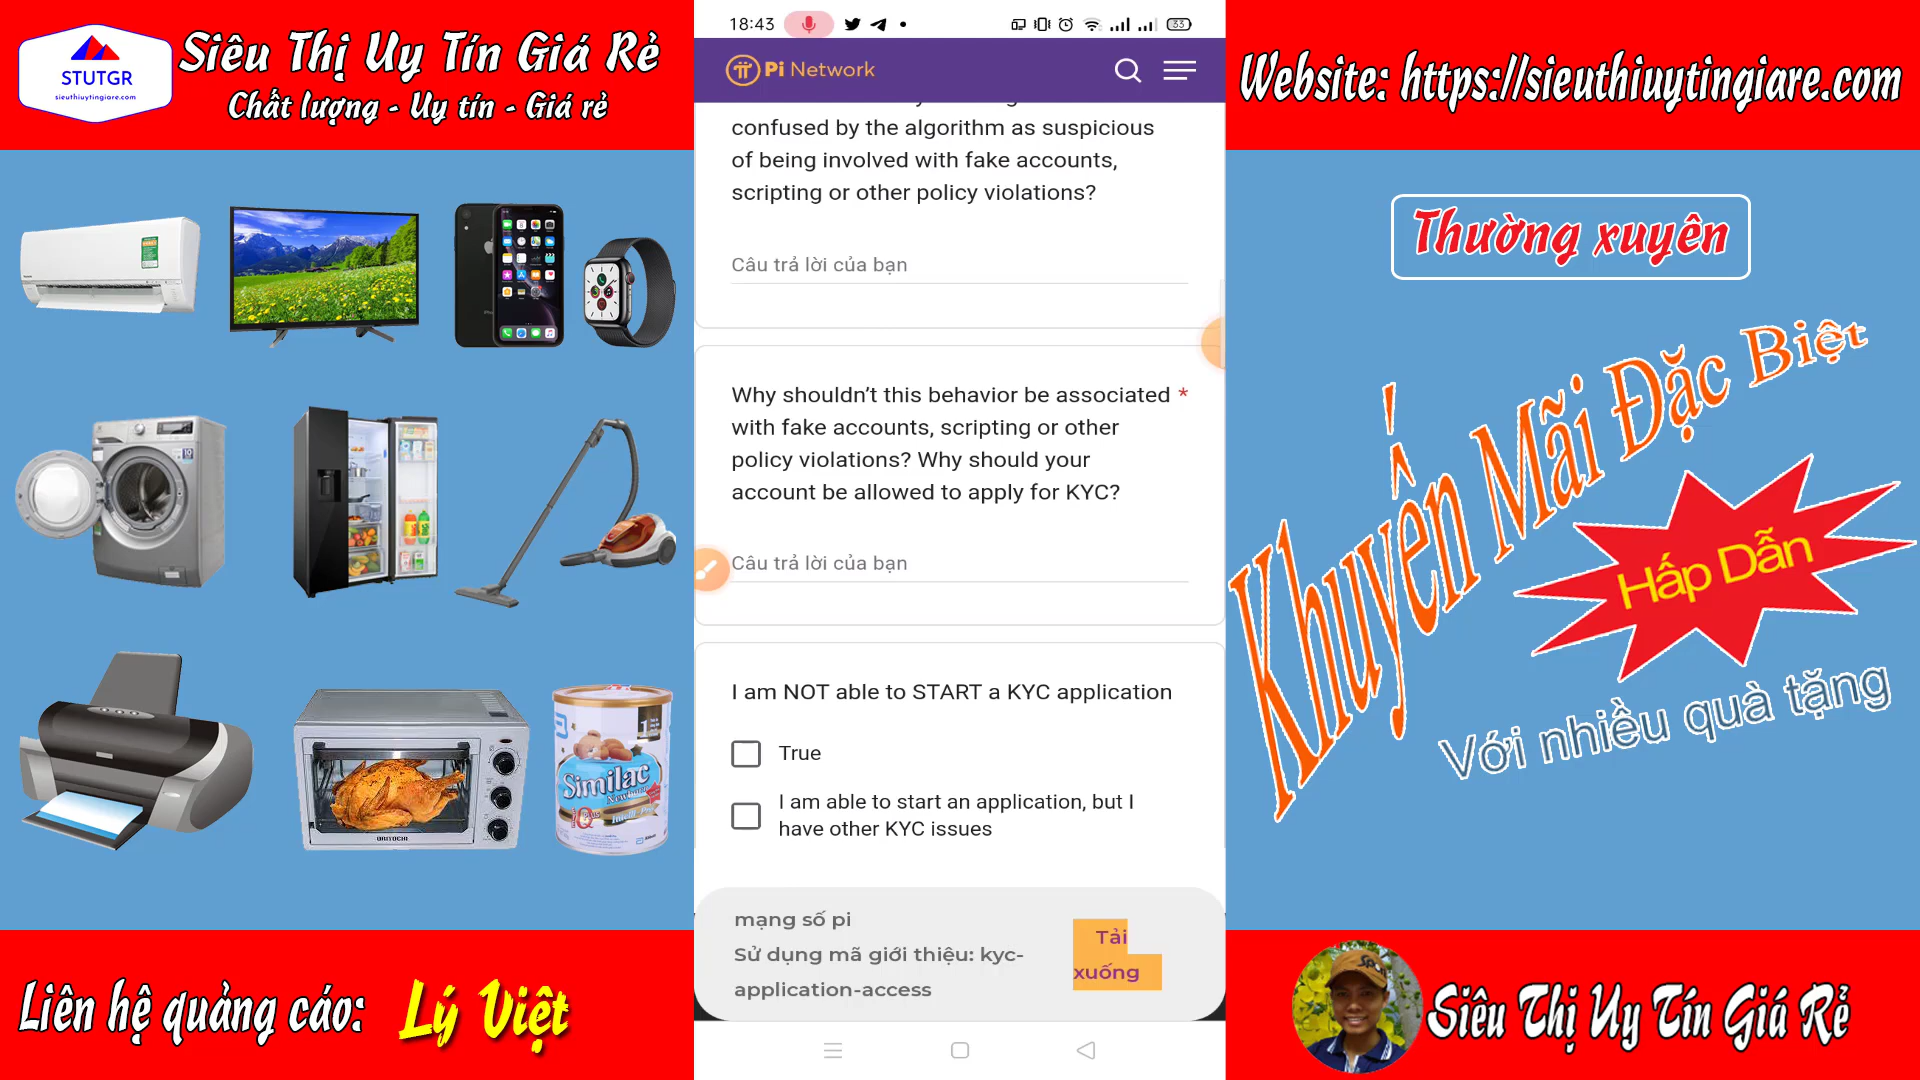 STUTGR
sieuthiuytingiare.com
Siêu Thị Uy Tín Giá Rẻ
Chất lượng - Uy tín - Giá rẻ
18:43
33
Pi Network
confused by the algorithm as suspicious
of being involved with fake accounts,
scripting or other policy violations?
Câu trả lời của bạn
Why shouldn’t this behavior be associated *
with fake accounts, scripting or other
policy violations? Why should your
account be allowed to apply for KYC?
Câu trả lời của bạn
I am NOT able to START a KYC application
True
I am able to start an application, but I
have other KYC issues
mạng số pi
Sử dụng mã giới thiệu: kyc-
application-access
Tải
xuống
Website: https://sieuthiuytingiare.com
Thường xuyên
Khuyến Mãi Đặc Biệt
Hấp Dẫn
Với nhiều quà tặng
Similac
IQ
Liên hệ quảng cáo:
Lý Việt
Siêu Thị Uy Tín Giá Rẻ